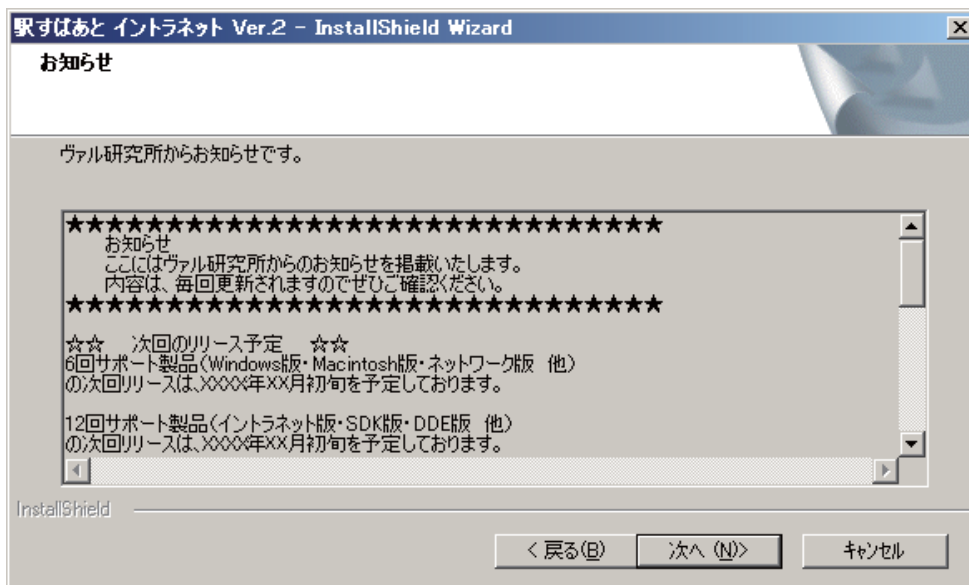 駅すぱあと イントラネット Ver.2 - InstallShield Wizard
お知らせ
ヴァル研究所からお知らせです。
★★★★★★★★★★★★★★★★★★★★★★★★★★★★★★
お知らせ
ここにはヴァル研究所からのお知らせを掲載いたします。
内容は、毎回更新されますのでぜひご確認ください。
★★★★★★★★★★★★★★★★★★★★★★★★★★★★★★
☆☆　次回のリリース予定　☆☆
6回サポート製品(Windows版・Macintosh版・ネットワーク版 他)
の次回リリースは、XXXX年XX月初旬を予定しております。
12回サポート製品(イントラネット版・SDK版・DDE版 他)
の次回リリースは、XXXX年XX月初旬を予定しております。
InstallShield
< 戻る(B)
次へ (N)>
キャンセル